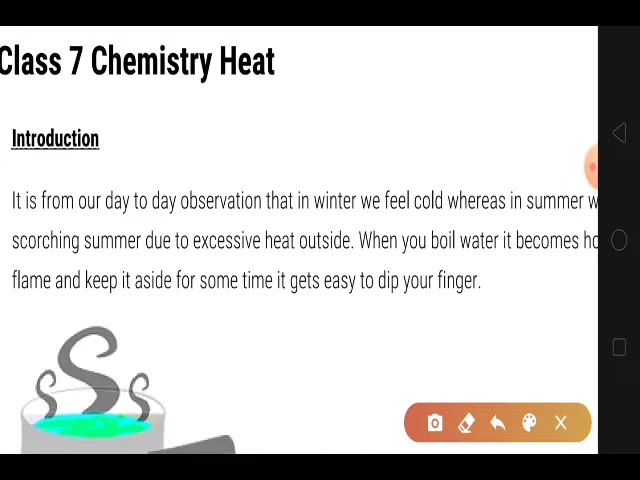 Class 7 Chemistry Heat
Introduction
It is from our day to day observation that in winter we feel cold whereas in summer w
scorching summer due to excessive heat outside. When you boil water it becomes ho
flame and keep it aside for some time it gets easy to dip your finger.